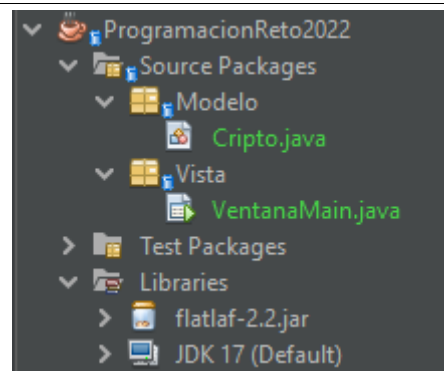 ProgramacionReto2022
Source Packages
Modelo
Cripto.java
Vista
VentanaMain.java
Test Packages
Libraries
flatlaf-2.2.jar
JDK 17 (Default)